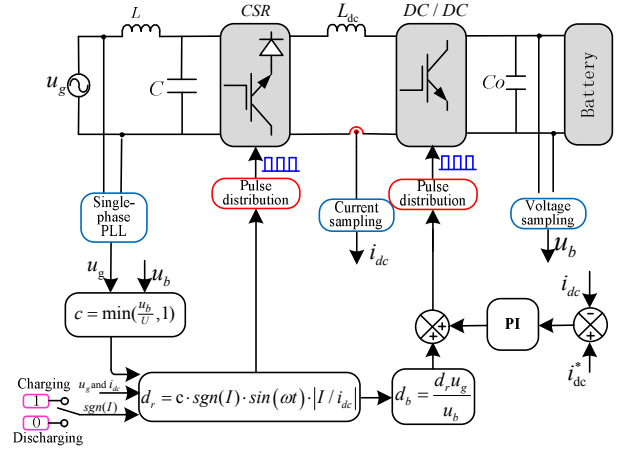 CSR
L
L_dc
DC / DC
u_g
C
Co
Battery
Pulse
distribution
Pulse
distribution
Single-
phase
PLL
Current
sampling
Voltage
sampling
u_g
u_b
i_dc
u_b
c = min(u_b/U, 1)
i_dc
PI
i*_dc
+
+
−
+
Charging
1
0
Discharging
u_g and i_dc
sgn(I)
d_r = c · sgn(I) · sin(ωt) · |I / i_dc|
d_b = d_r u_g / u_b